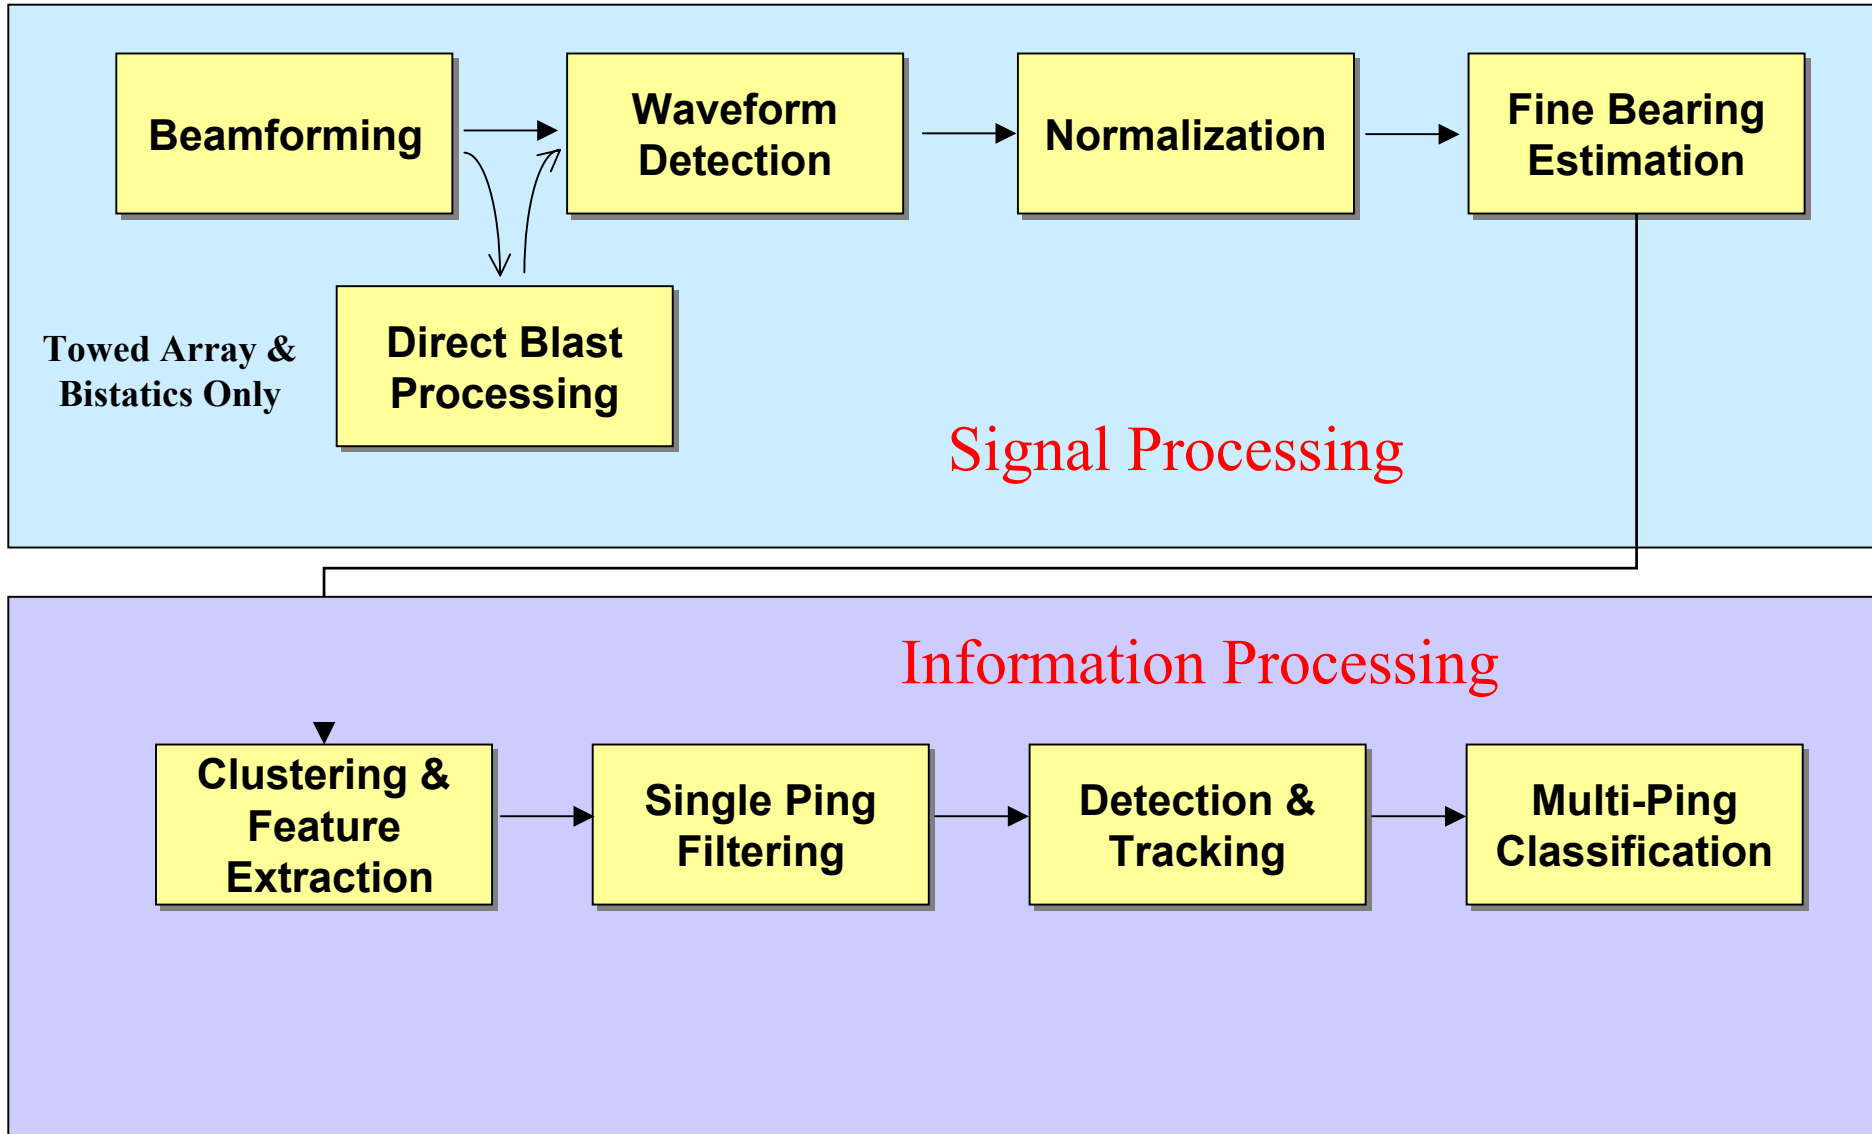 Beamforming
Waveform
Detection
Normalization
Fine Bearing
Estimation
Towed Array &
Bistatics Only
Direct Blast
Processing
Signal Processing
Information Processing
Clustering &
Feature
Extraction
Single Ping
Filtering
Detection &
Tracking
Multi-Ping
Classification